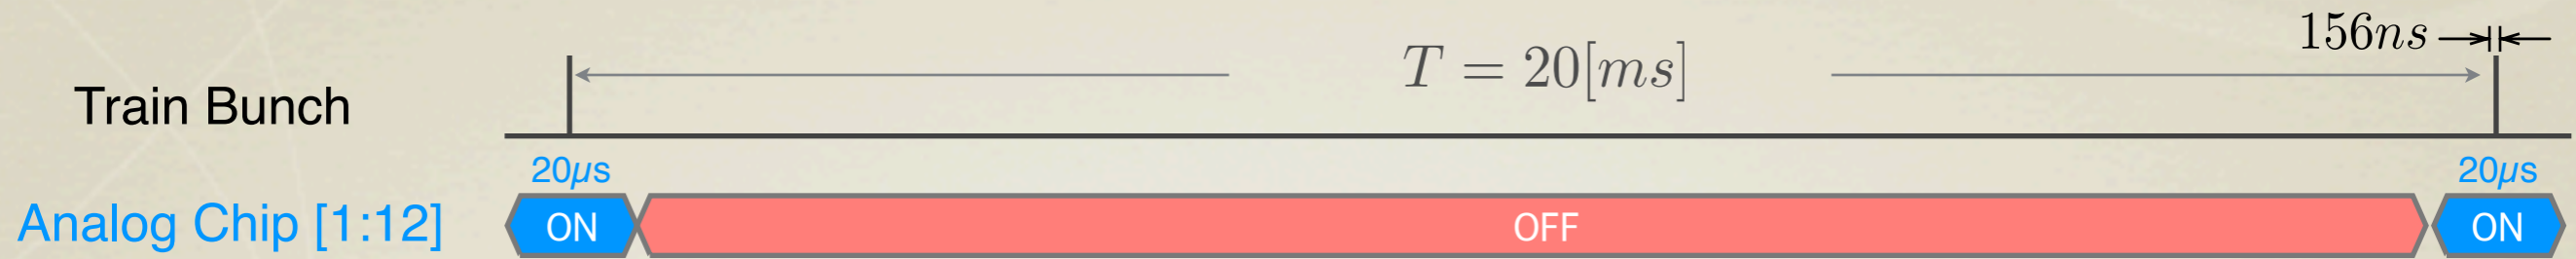 156ns
T = 20[ms]
Train Bunch
20μs 20μs
Analog Chip [1:12] ON OFF ON